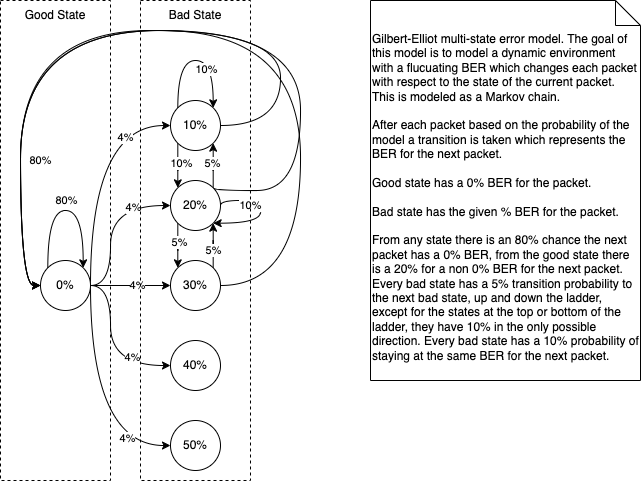 Good State
Bad State
10%
4%
10%
80%
10%
5%
80%
4%
20%
10%
5%
5%
0%
4%
30%
4%
40%
4%
50%
Gilbert-Elliot multi-state error model. The goal of
this model is to model a dynamic environment
with a flucuating BER which changes each packet
with respect to the state of the current packet.
This is modeled as a Markov chain.
After each packet based on the probability of the
model a transition is taken which represents the
BER for the next packet.
Good state has a 0% BER for the packet.
Bad state has the given % BER for the packet.
From any state there is an 80% chance the next
packet has a 0% BER, from the good state there
is a 20% for a non 0% BER for the next packet.
Every bad state has a 5% transition probability to
the next bad state, up and down the ladder,
except for the states at the top or bottom of the
ladder, they have 10% in the only possible
direction. Every bad state has a 10% probability of
staying at the same BER for the next packet.